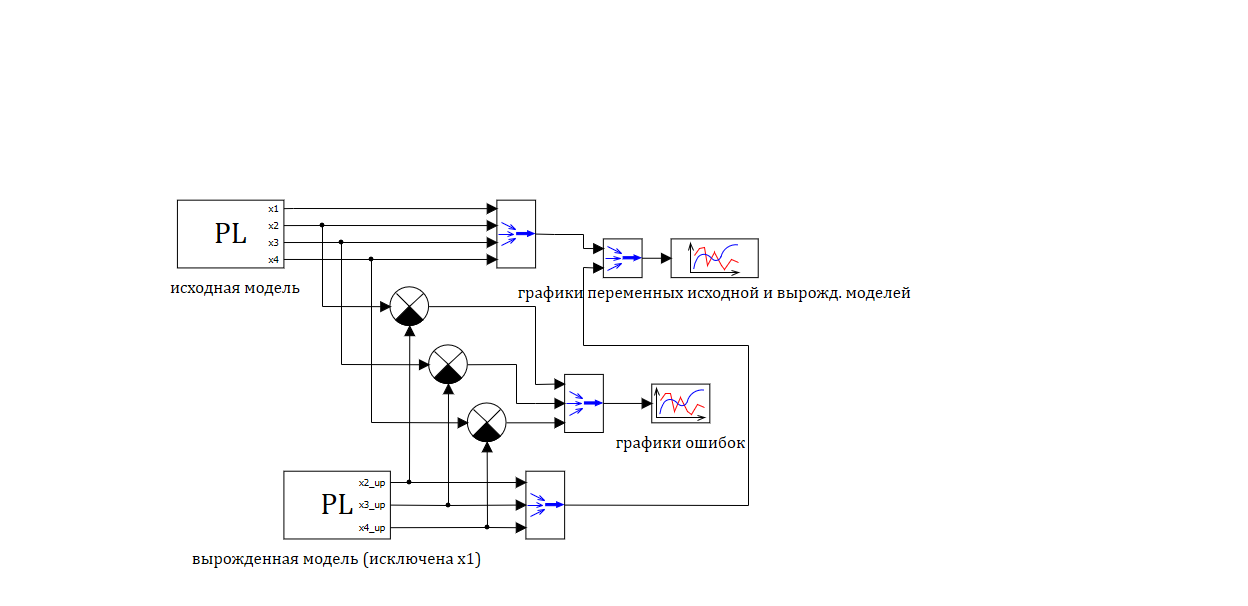 x1
x2
PL
x3
x4
исходная модель
графики переменных исходной и вырожд. моделей
графики ошибок
x2_up
PL
x3_up
x4_up
вырожденная модель (исключена x1)